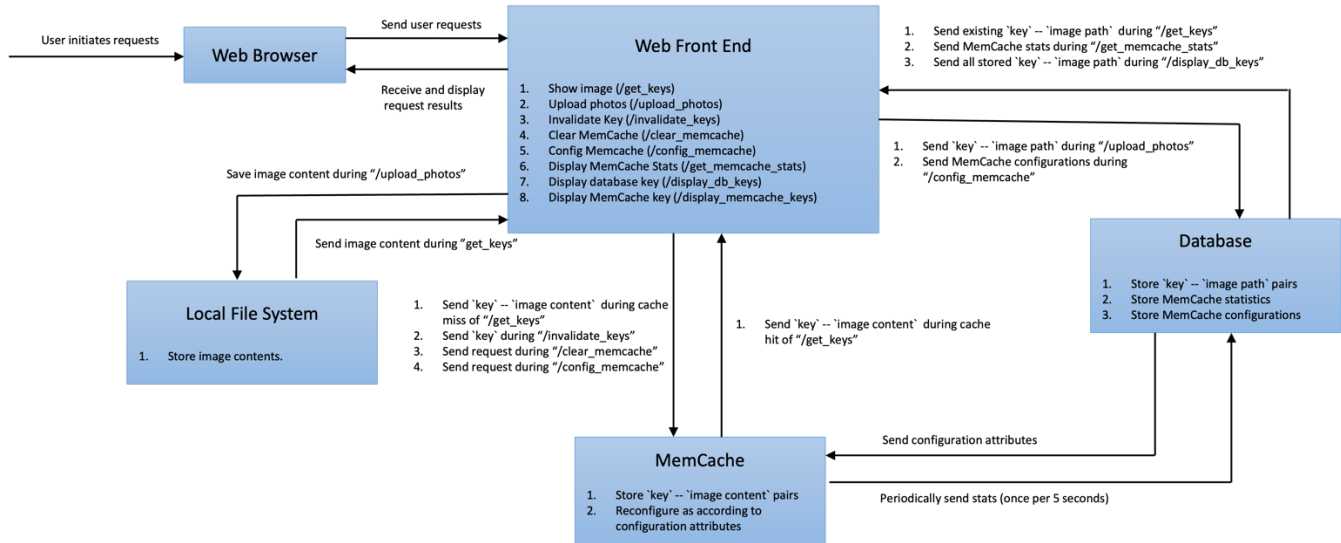 User initiates requests
Web Browser
Send user requests
Receive and display
request results
Web Front End
1. Show image (/get_keys)
2. Upload photos (/upload_photos)
3. Invalidate Key (/invalidate_keys)
4. Clear MemCache (/clear_memcache)
5. Config Memcache (/config_memcache)
6. Display MemCache Stats (/get_memcache_stats)
7. Display database key (/display_db_keys)
8. Display MemCache key (/display_memcache_keys)
1. Send existing `key` -- `image path` during “/get_keys”
2. Send MemCache stats during “/get_memcache_stats”
3. Send all stored `key` -- `image path` during “/display_db_keys”
1. Send `key` -- `image path` during “/upload_photos”
2. Send MemCache configurations during
“/config_memcache”
Save image content during “/upload_photos”
Send image content during ”get_keys”
Local File System
1. Store image contents.
1. Send `key` -- `image content` during cache
miss of “/get_keys”
2. Send `key` during “/invalidate_keys”
3. Send request during “/clear_memcache”
4. Send request during “/config_memcache”
1. Send `key` -- `image content` during cache
hit of “/get_keys”
Database
1. Store `key` -- `image path` pairs
2. Store MemCache statistics
3. Store MemCache configurations
Send configuration attributes
MemCache
1. Store `key` -- `image content` pairs
2. Reconfigure as according to
configuration attributes
Periodically send stats (once per 5 seconds)